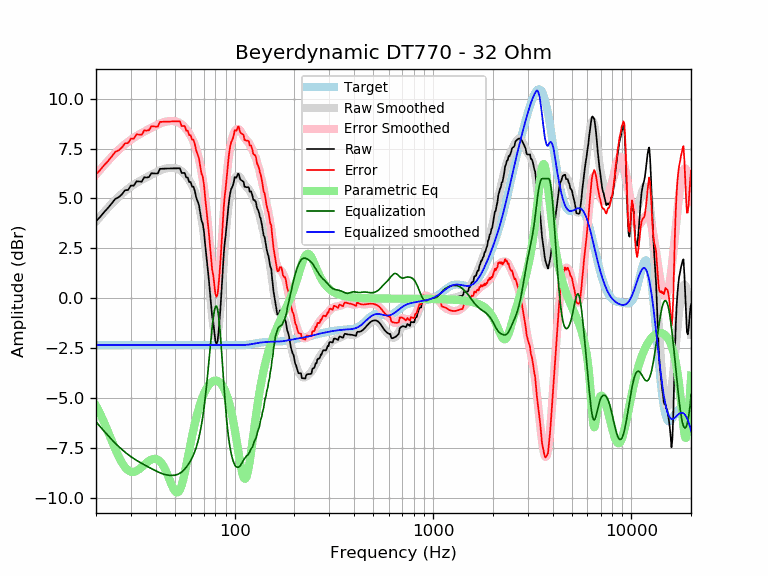 Beyerdynamic DT770 - 32 Ohm
Target
Raw Smoothed
Error Smoothed
Raw
Error
Parametric Eq
Equalization
Equalized smoothed
10.0
7.5
5.0
2.5
0.0
−2.5
−5.0
−7.5
−10.0
Amplitude (dBr)
100
1000
10000
Frequency (Hz)